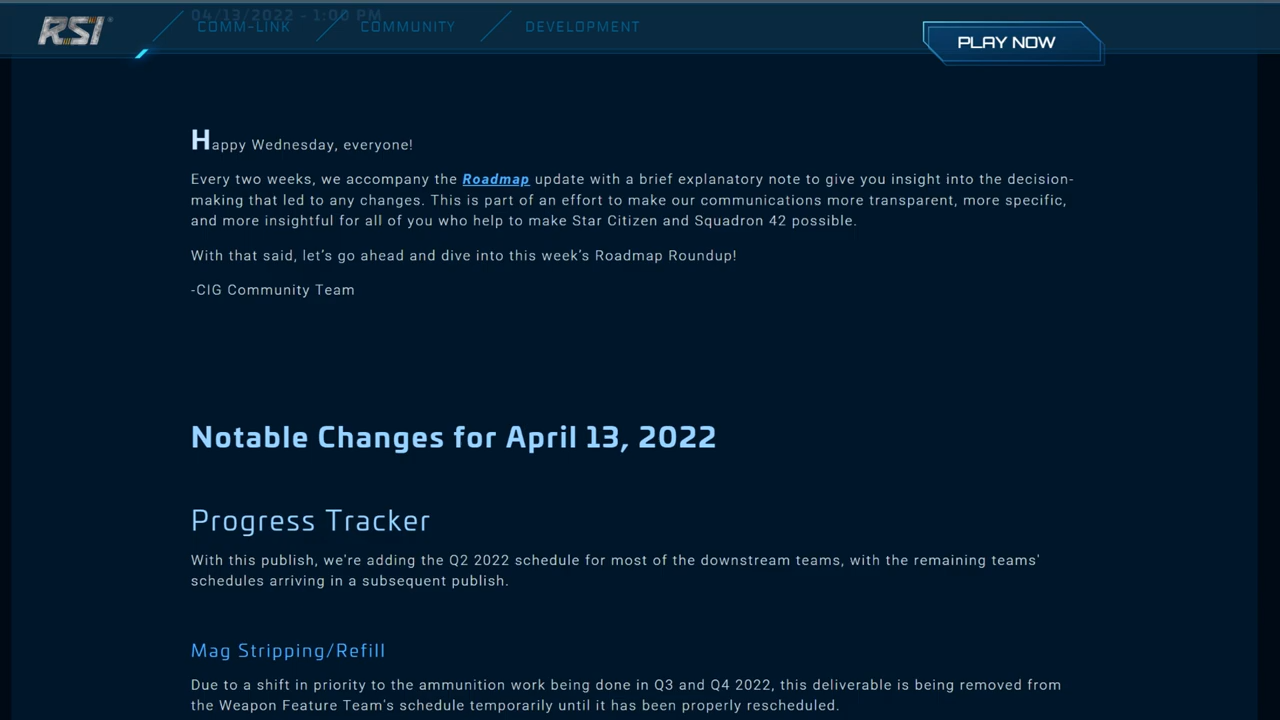 04/13/2022 - 1:00 PM
RSI
COMM-LINK
COMMUNITY
DEVELOPMENT
PLAY NOW
Happy Wednesday, everyone!
Every two weeks, we accompany the Roadmap update with a brief explanatory note to give you insight into the decision-
making that led to any changes. This is part of an effort to make our communications more transparent, more specific,
and more insightful for all of you who help to make Star Citizen and Squadron 42 possible.
With that said, let’s go ahead and dive into this week’s Roadmap Roundup!
-CIG Community Team
Notable Changes for April 13, 2022
Progress Tracker
With this publish, we're adding the Q2 2022 schedule for most of the downstream teams, with the remaining teams'
schedules arriving in a subsequent publish.
Mag Stripping/Refill
Due to a shift in priority to the ammunition work being done in Q3 and Q4 2022, this deliverable is being removed from
the Weapon Feature Team's schedule temporarily until it has been properly rescheduled.